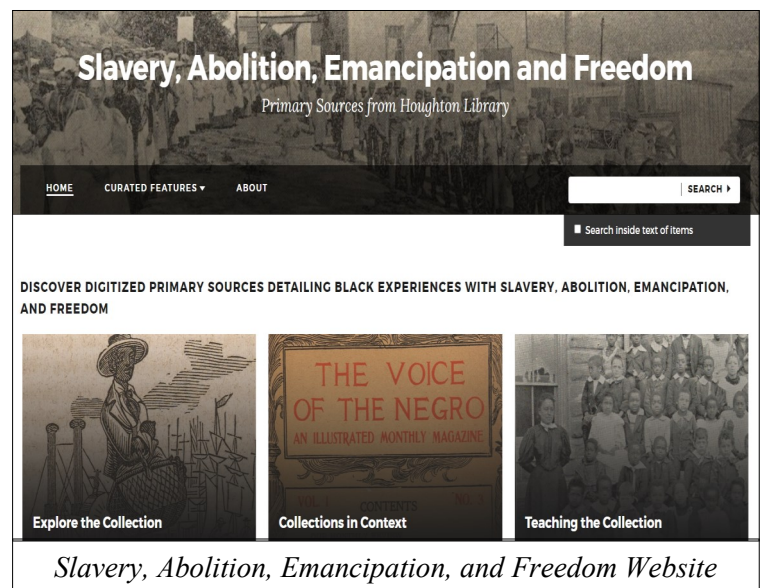 Slavery, Abolition, Emancipation and Freedom
Primary Sources from Houghton Library
HOME CURATED FEATURES ▾ ABOUT SEARCH
Search inside text of items
DISCOVER DIGITIZED PRIMARY SOURCES DETAILING BLACK EXPERIENCES WITH SLAVERY, ABOLITION, EMANCIPATION,
AND FREEDOM
THE VOICE
OF THE NEGRO
AN ILLUSTRATED MONTHLY MAGAZINE
VOL. 1 CONTENTS
Explore the Collection Collections in Context Teaching the Collection
Slavery, Abolition, Emancipation, and Freedom Website